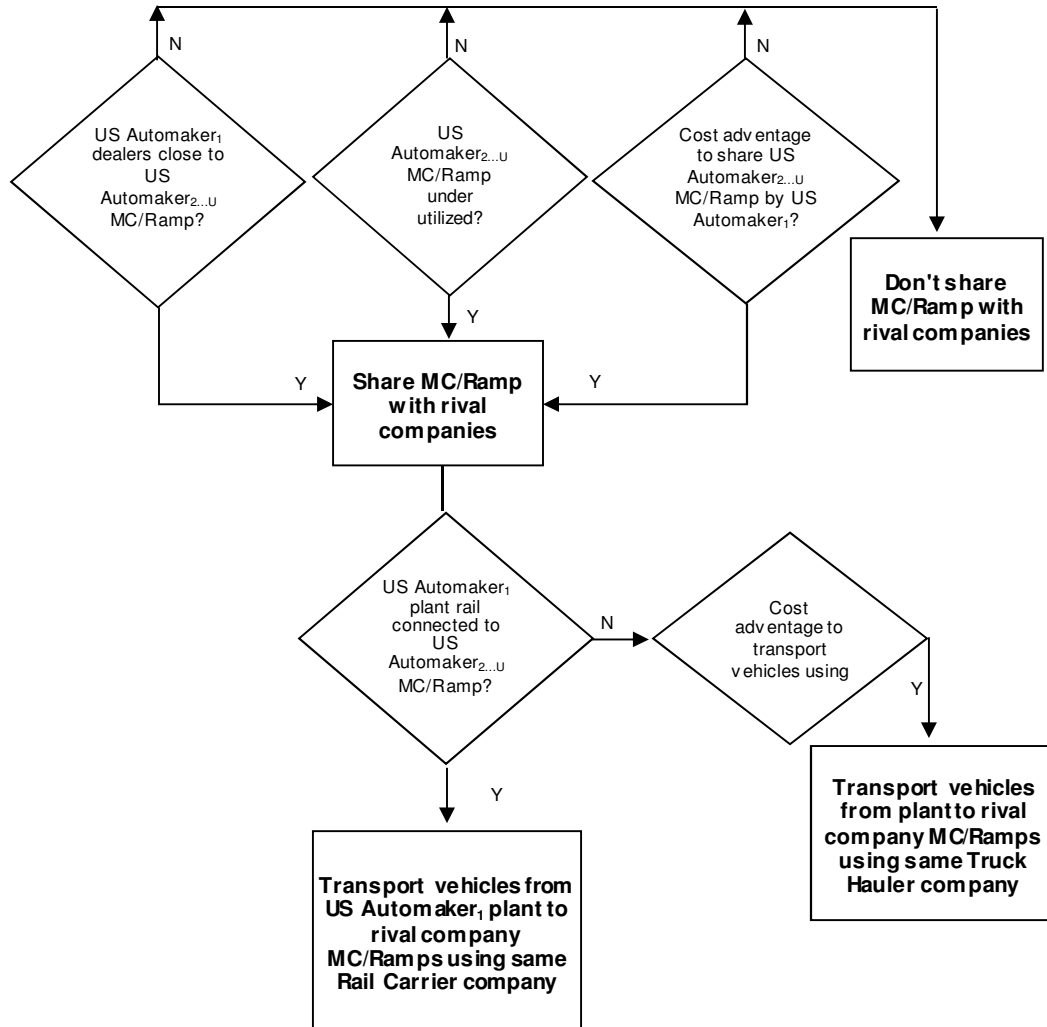 N
N
N
US Automaker₁
dealers close to
US
Automaker₂...U
MC/Ramp?
US
Automaker₂...U
MC/Ramp
under
utilized?
Cost advantage
to share US
Automaker₂...U
MC/Ramp by US
Automaker₁?
Don't share
MC/Ramp with
rival companies
Y
Y
Share MC/Ramp
with rival
companies
Y
US Automaker₁
plant rail
connected to
US
Automaker₂...U
MC/Ramp?
N
Cost
advantage to
transport
vehicles using
Y
Y
Transport vehicles
from plant to rival
company MC/Ramps
using same Truck
Hauler company
Transport vehicles from
US Automaker₁ plant to
rival company
MC/Ramps using same
Rail Carrier company